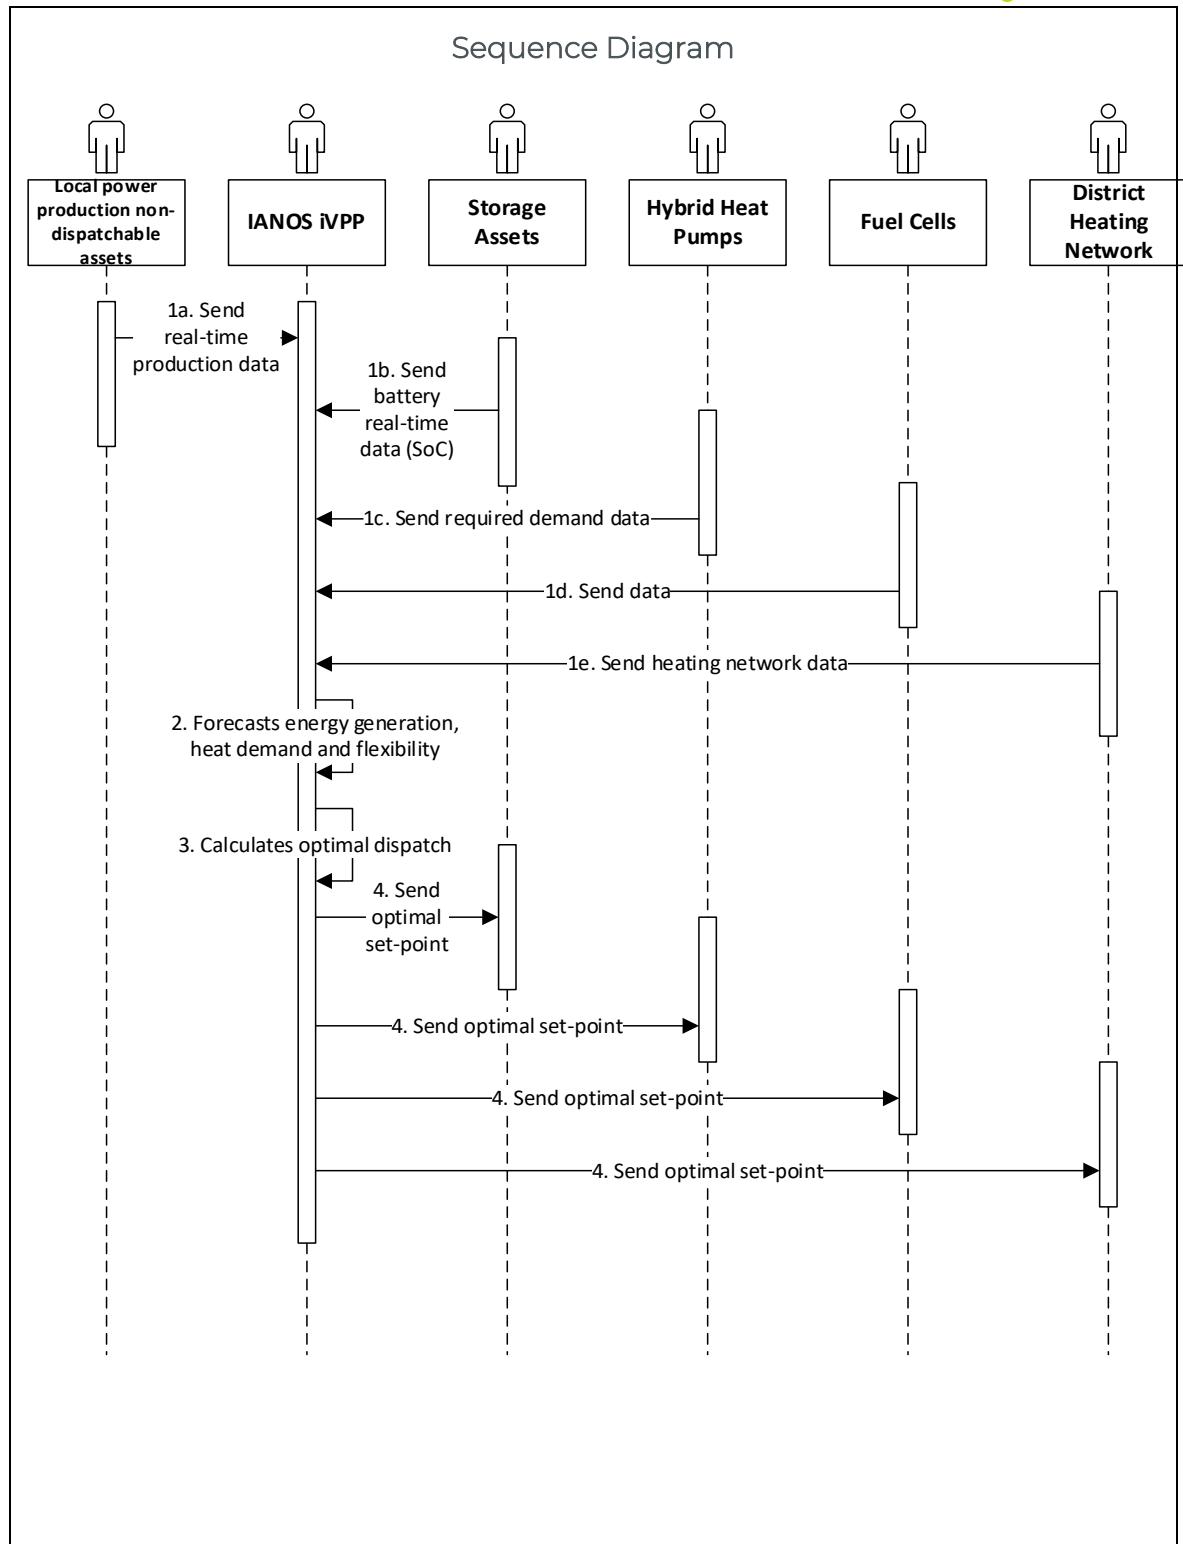 Sequence Diagram
Local power
production non-
dispatchable
assets
IANOS iVPP
Storage
Assets
Hybrid Heat
Pumps
Fuel Cells
District
Heating
Network
1a. Send
real-time
production data
1b. Send
battery
real-time
data (SoC)
1c. Send required demand data
1d. Send data
1e. Send heating network data
2. Forecasts energy generation,
heat demand and flexibility
3. Calculates optimal dispatch
4. Send
optimal
set-point
4. Send optimal set-point
4. Send optimal set-point
4. Send optimal set-point